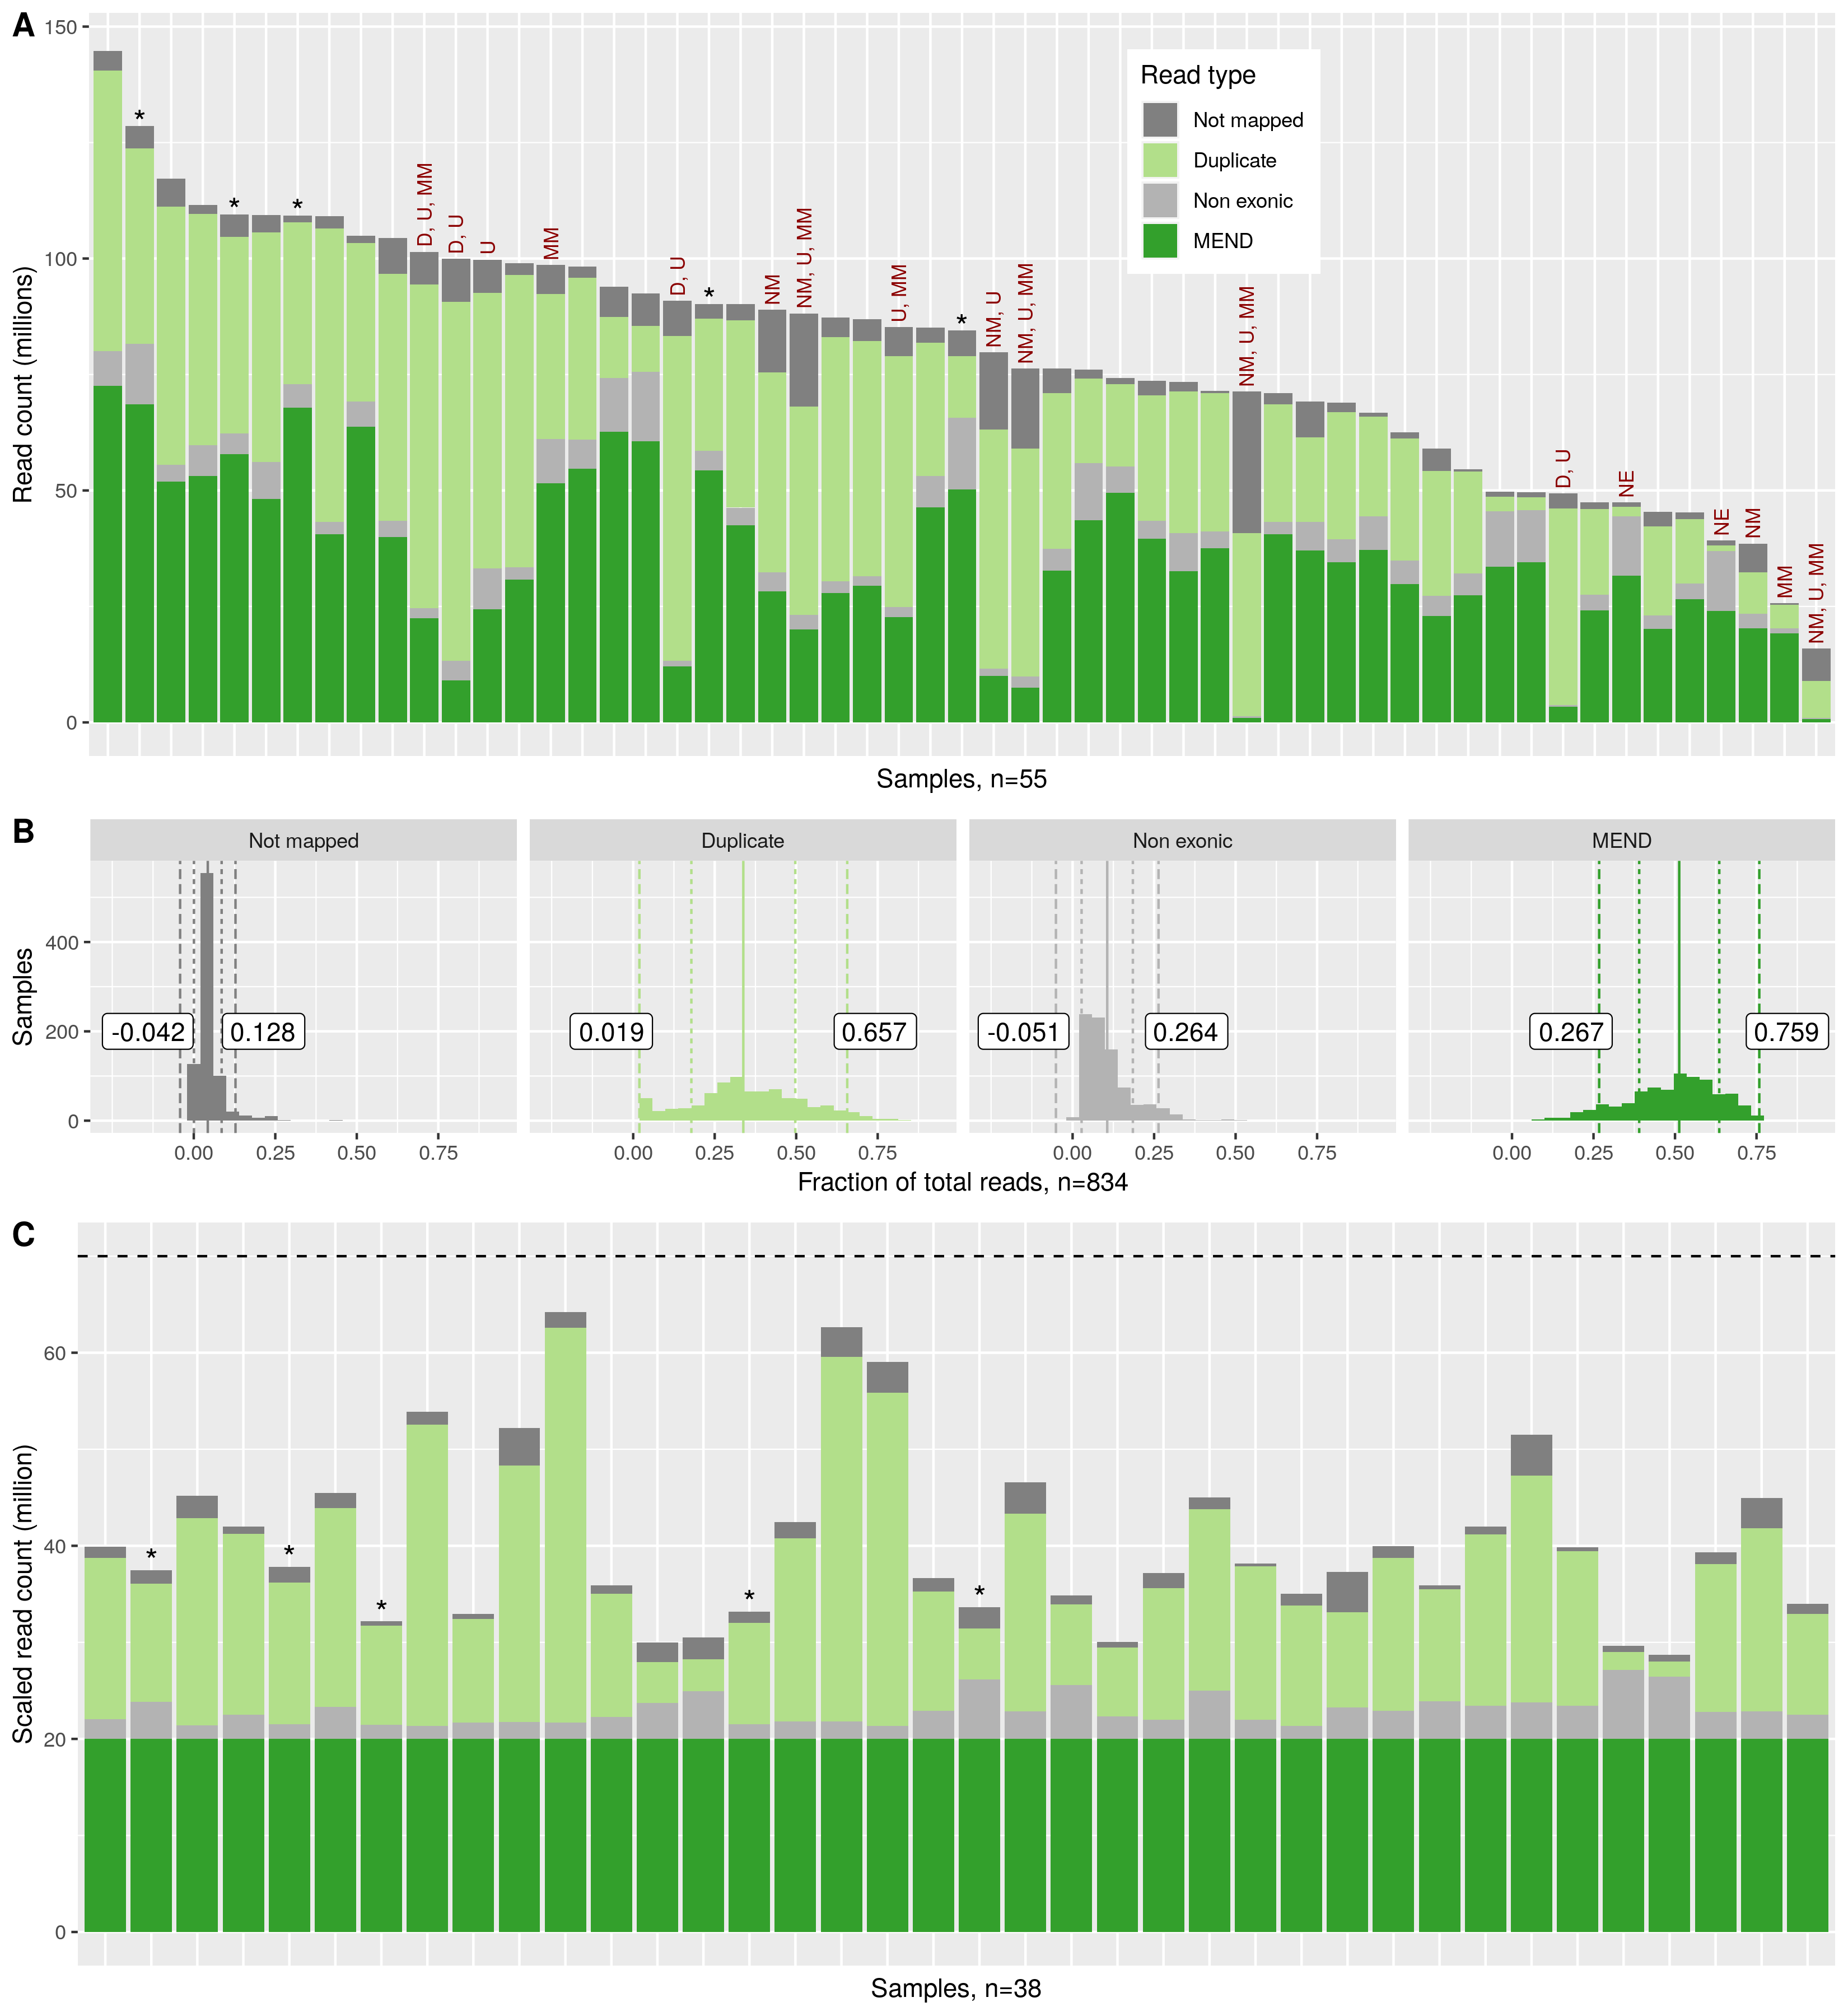 A
150
100
50
0
Read count (millions)
*
*
*
D, U, MM
D, U
U
MM
D, U
*
NM
NM, U, MM
U, MM
*
NM, U
NM, U, MM
NM, U, MM
D, U
NE
NE
NM
MM
NM, U, MM
Read type
Not mapped
Duplicate
Non exonic
MEND
Samples, n=55
B
Not mapped
Duplicate
Non exonic
MEND
Samples
400
200
0
-0.042
0.128
0.019
0.657
-0.051
0.264
0.267
0.759
0.00 0.25 0.50 0.75
0.00 0.25 0.50 0.75
0.00 0.25 0.50 0.75
0.00 0.25 0.50 0.75
Fraction of total reads, n=834
C
60
40
20
0
Scaled read count (million)
*
*
*
*
*
Samples, n=38